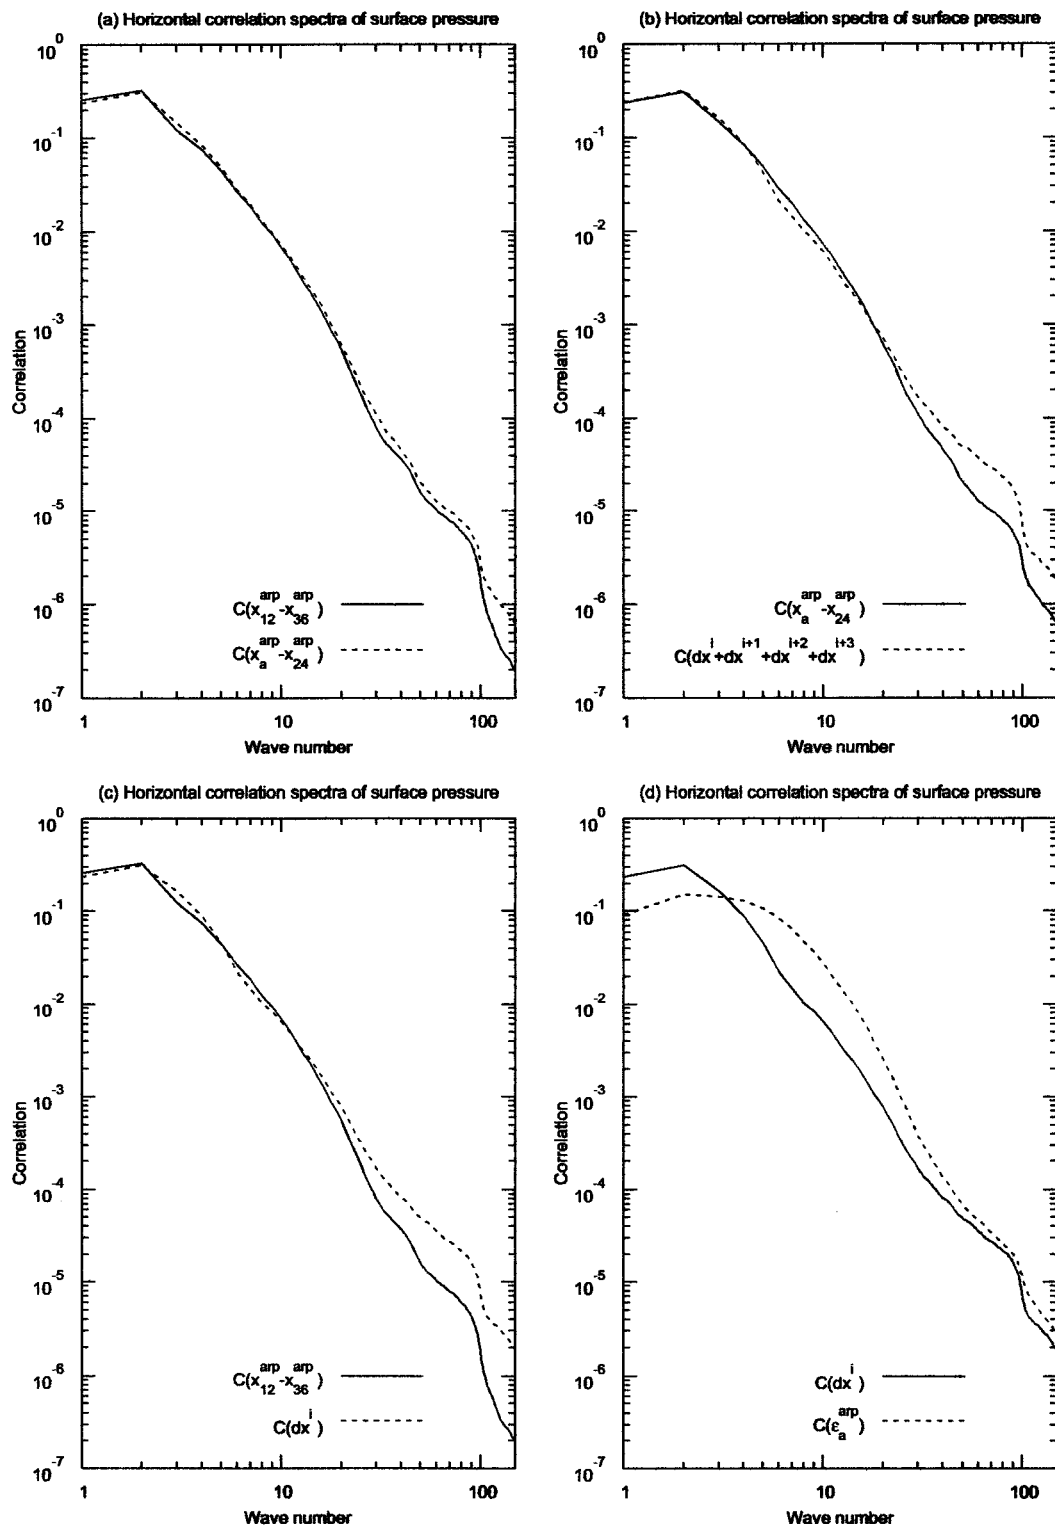 (a) Horizontal correlation spectra of surface pressure
10^0
10^-1
10^-2
10^-3
10^-4
10^-5
10^-6
10^-7
Correlation
C(x_12^arp-x_36^arp)
C(x_a^arp-x_24^arp)
1 10 100
Wave number
(b) Horizontal correlation spectra of surface pressure
10^0
10^-1
10^-2
10^-3
10^-4
10^-5
10^-6
10^-7
Correlation
C(x_a^arp-x_24^arp)
C(dx^i+dx^i+1+dx^i+2+dx^i+3)
1 10 100
Wave number
(c) Horizontal correlation spectra of surface pressure
10^0
10^-1
10^-2
10^-3
10^-4
10^-5
10^-6
10^-7
Correlation
C(x_12^arp-x_36^arp)
C(dx^i)
1 10 100
Wave number
(d) Horizontal correlation spectra of surface pressure
10^0
10^-1
10^-2
10^-3
10^-4
10^-5
10^-6
10^-7
Correlation
C(dx^i)
C(ε_a^arp)
1 10 100
Wave number